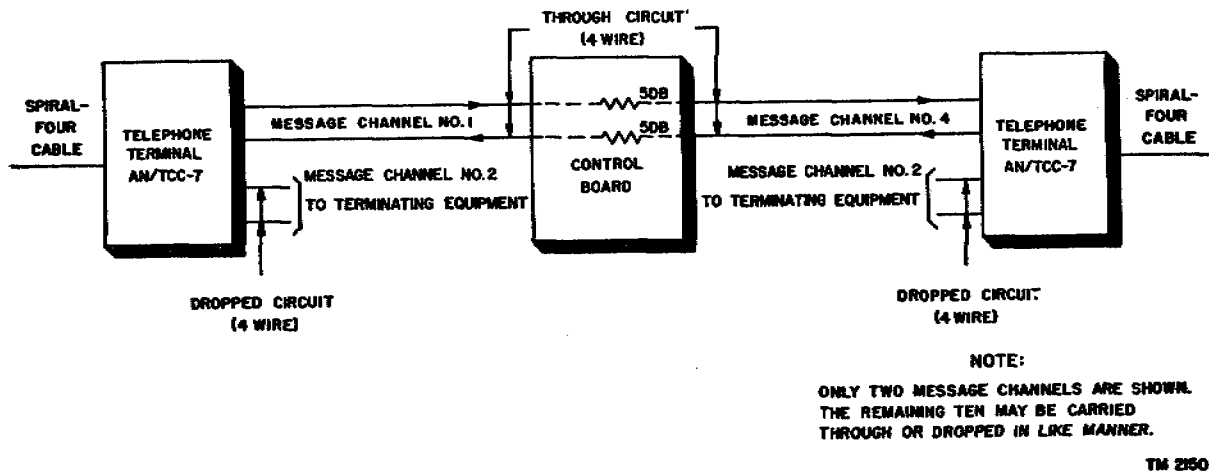 THROUGH CIRCUIT
(4 WIRE)
SPIRAL-
FOUR
CABLE
TELEPHONE
TERMINAL
AN/TCC-7
MESSAGE CHANNEL NO. 1
5DB
5DB
CONTROL
BOARD
MESSAGE CHANNEL NO. 4
TELEPHONE
TERMINAL
AN/TCC-7
SPIRAL-
FOUR
CABLE
MESSAGE CHANNEL NO. 2
TO TERMINATING EQUIPMENT
MESSAGE CHANNEL NO. 2
TO TERMINATING EQUIPMENT
DROPPED CIRCUIT
(4 WIRE)
DROPPED CIRCUIT
(4 WIRE)
NOTE:
ONLY TWO MESSAGE CHANNELS ARE SHOWN.
THE REMAINING TEN MAY BE CARRIED
THROUGH OR DROPPED IN LIKE MANNER.
TM 2150